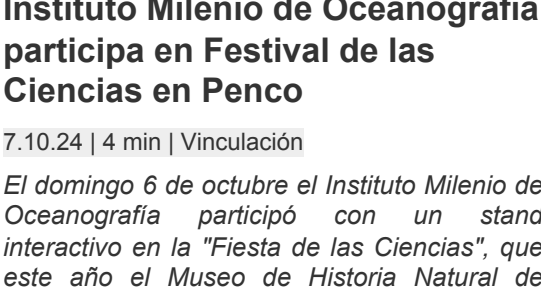 Instituto Milenio de Oceanografía
participa en Festival de las
Ciencias en Penco
7.10.24 | 4 min | Vinculación
El domingo 6 de octubre el Instituto Milenio de
Oceanografía participó con un stand
interactivo en la "Fiesta de las Ciencias", que
este año el Museo de Historia Natural de